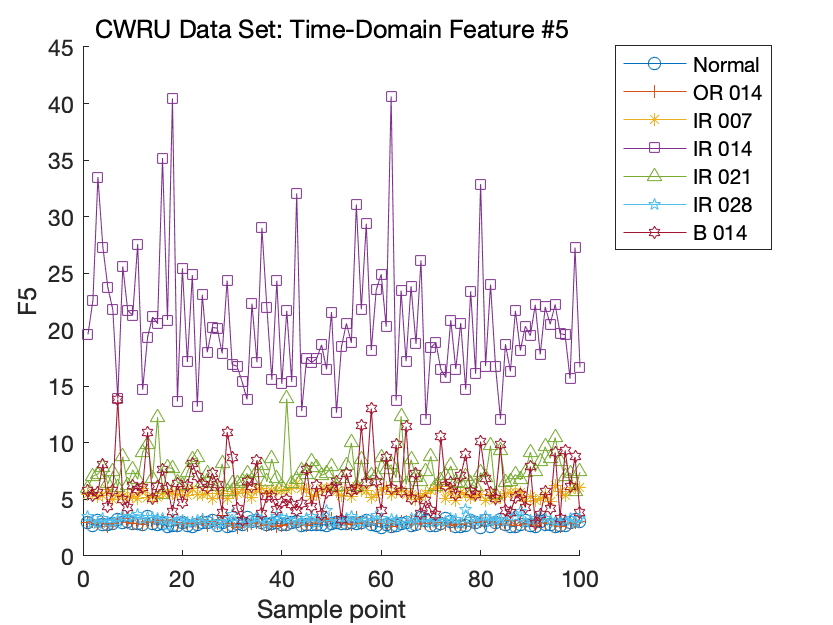 CWRU Data Set: Time-Domain Feature #5
45
40
35
30
25
20
15
10
5
0
F5
0 20 40 60 80 100
Sample point
Normal
OR 014
IR 007
IR 014
IR 021
IR 028
B 014